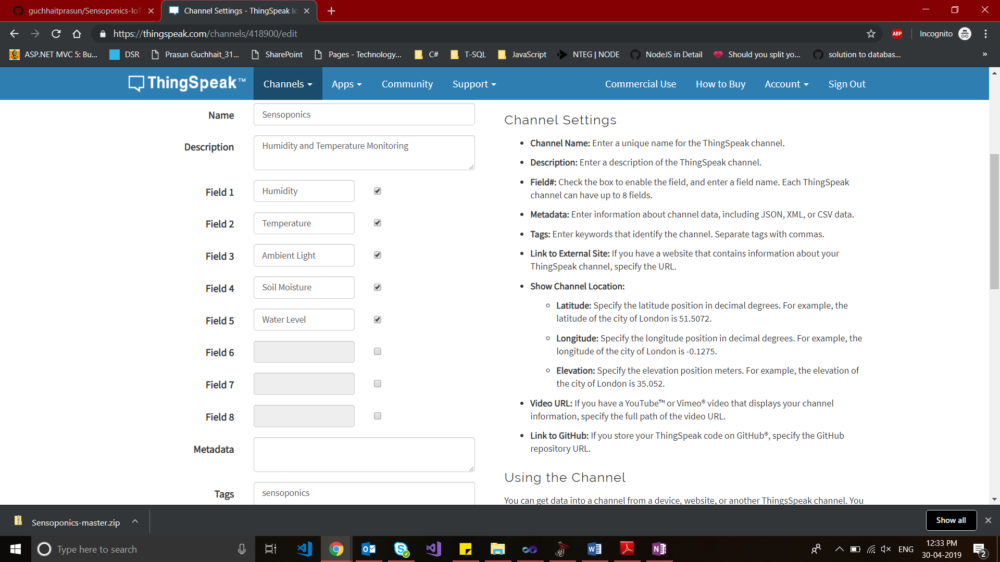 guchhaitprasun/Sensoponics-IoT
Channel Settings - ThingSpeak Io
https://thingspeak.com/channels/418900/edit
ABP
Incognito
ASP.NET MVC 5: Bu...
DSR
Prasun Guchhait_31...
SharePoint
Pages - Technology...
C#
T-SQL
JavaScript
NTEG | NODE
NodeJS in Detail
Should you split yo...
solution to databas...
»
ThingSpeak™
Channels
Apps
Community
Support
Commercial Use
How to Buy
Account
Sign Out
Name
Sensoponics
Description
Humidity and Temperature Monitoring
Field 1
Humidity
Field 2
Temperature
Field 3
Ambient Light
Field 4
Soil Moisture
Field 5
Water Level
Field 6
Field 7
Field 8
Metadata
Tags
sensoponics
Channel Settings
• Channel Name: Enter a unique name for the ThingSpeak channel.
• Description: Enter a description of the ThingSpeak channel.
• Field#: Check the box to enable the field, and enter a field name. Each ThingSpeak
channel can have up to 8 fields.
• Metadata: Enter information about channel data, including JSON, XML, or CSV data.
• Tags: Enter keywords that identify the channel. Separate tags with commas.
• Link to External Site: If you have a website that contains information about your
ThingSpeak channel, specify the URL.
• Show Channel Location:
◦ Latitude: Specify the latitude position in decimal degrees. For example, the
latitude of the city of London is 51.5072.
◦ Longitude: Specify the longitude position in decimal degrees. For example, the
longitude of the city of London is -0.1275.
◦ Elevation: Specify the elevation position meters. For example, the elevation of
the city of London is 35.052.
• Video URL: If you have a YouTube™ or Vimeo® video that displays your channel
information, specify the full path of the video URL.
• Link to GitHub: If you store your ThingSpeak code on GitHub®, specify the GitHub
repository URL.
Using the Channel
You can get data into a channel from a device, website, or another ThingsSpeak channel. You
Sensoponics-master.zip
Show all
Type here to search
ENG
12:33 PM
30-04-2019
2